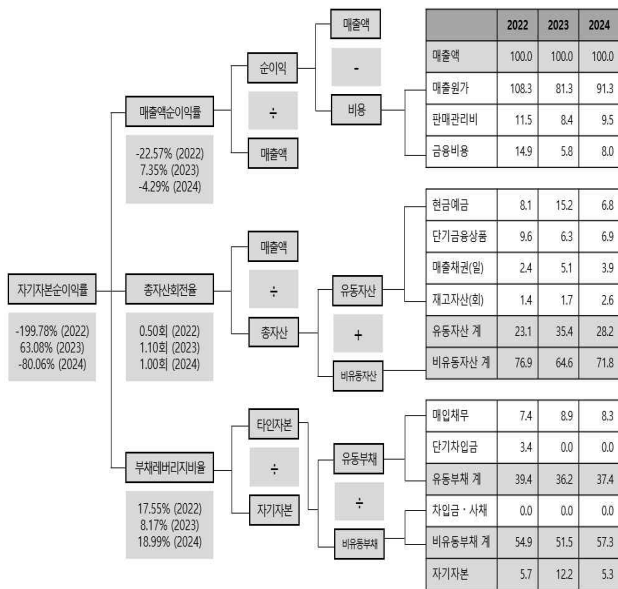 매출액
순이익
-
비용
÷
매출액
매출액순이익률
-22.57% (2022)
7.35% (2023)
-4.29% (2024)
2022 2023 2024
매출액 100.0 100.0 100.0
매출원가 108.3 81.3 91.3
판매관리비 11.5 8.4 9.5
금융비용 14.9 5.8 8.0
자기자본순이익률
-199.78% (2022)
63.08% (2023)
-80.06% (2024)
총자산회전율
0.50회 (2022)
1.10회 (2023)
1.00회 (2024)
매출액
÷
총자산
유동자산
+
비유동자산
현금예금 8.1 15.2 6.8
단기금융상품 9.6 6.3 6.9
매출채권(일) 2.4 5.1 3.9
재고자산(회) 1.4 1.7 2.6
유동자산 계 23.1 35.4 28.2
비유동자산 계 76.9 64.6 71.8
부채레버리지비율
17.55% (2022)
8.17% (2023)
18.99% (2024)
타인자본
÷
자기자본
유동부채
÷
비유동부채
매입채무 7.4 8.9 8.3
단기차입금 3.4 0.0 0.0
유동부채 계 39.4 36.2 37.4
차입금 · 사채 0.0 0.0 0.0
비유동부채 계 54.9 51.5 57.3
자기자본 5.7 12.2 5.3